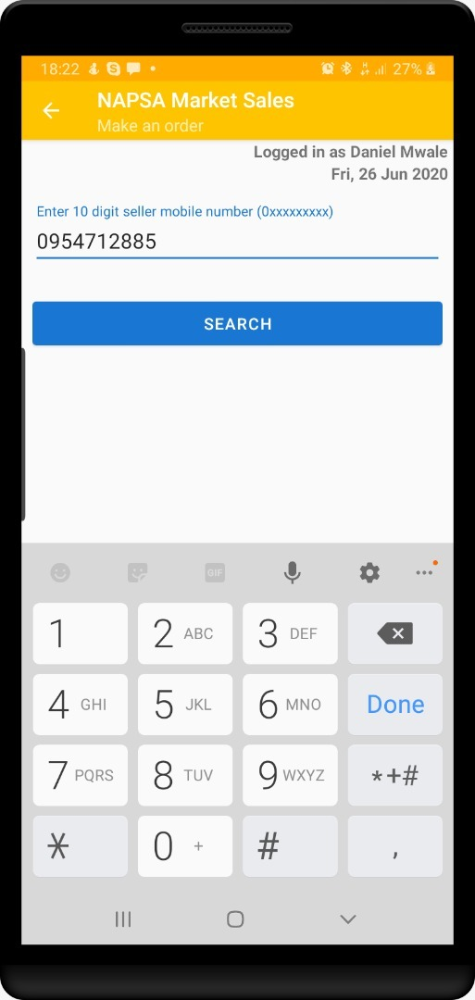 18:22 27%
NAPSA Market Sales
Make an order
Logged in as Daniel Mwale
Fri, 26 Jun 2020
Enter 10 digit seller mobile number (0xxxxxxxxx)
0954712885
SEARCH
GIF
1 2 ABC 3 DEF
4 GHI 5 JKL 6 MNO Done
7 PQRS 8 TUV 9 WXYZ *+#
* 0 + # ,